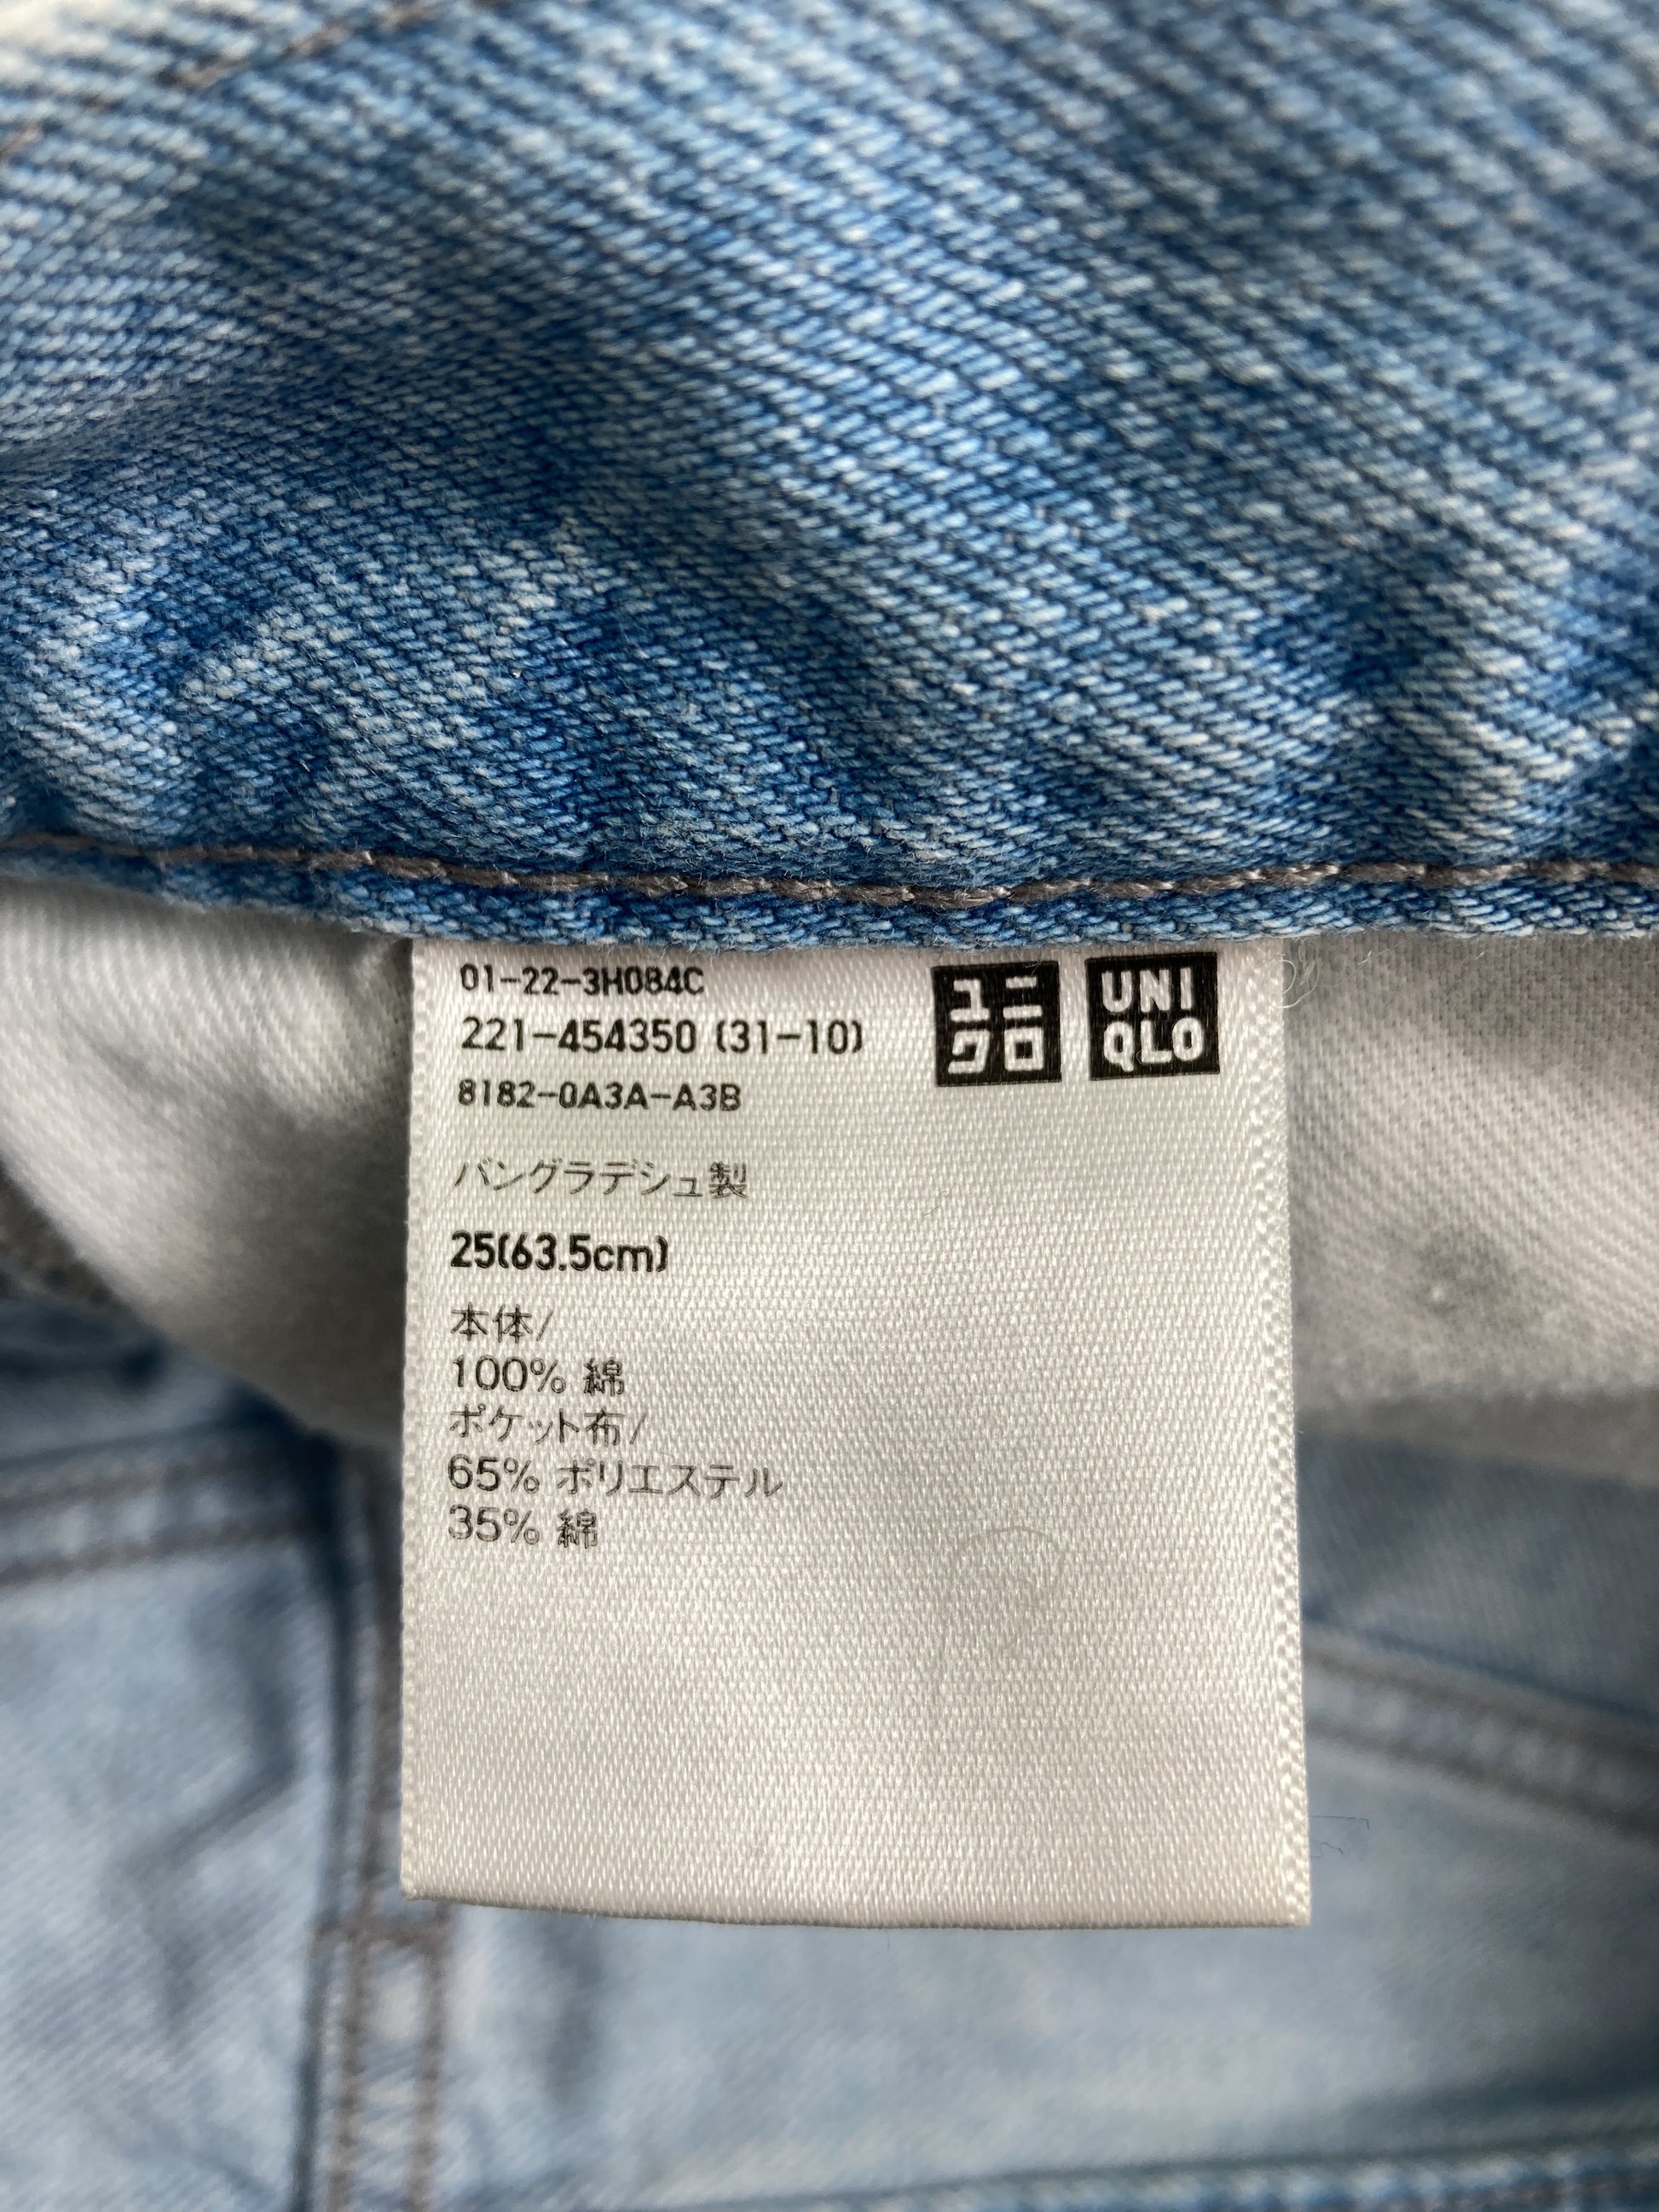 01-22-3H084C
221-454350 (31-10)
8182-0A3A-A3B
ユニ
クロ
UNI
QLO
バングラデシュ製
25(63.5cm)
本体/
100% 綿
ポケット布/
65% ポリエステル
35% 綿